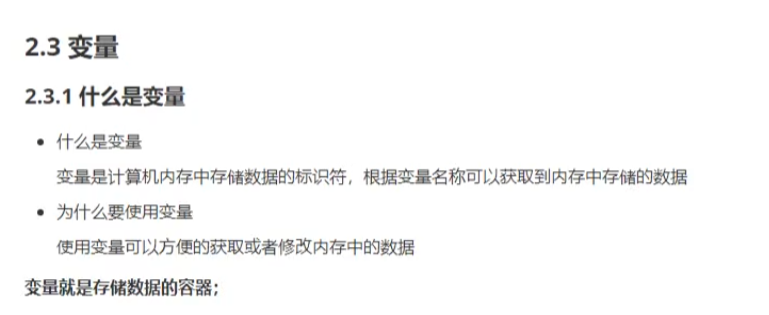 2.3 变量
2.3.1 什么是变量
什么是变量
变量是计算机内存中存储数据的标识符，根据变量名称可以获取到内存中存储的数据
为什么要使用变量
使用变量可以方便的获取或者修改内存中的数据
变量就是存储数据的容器；